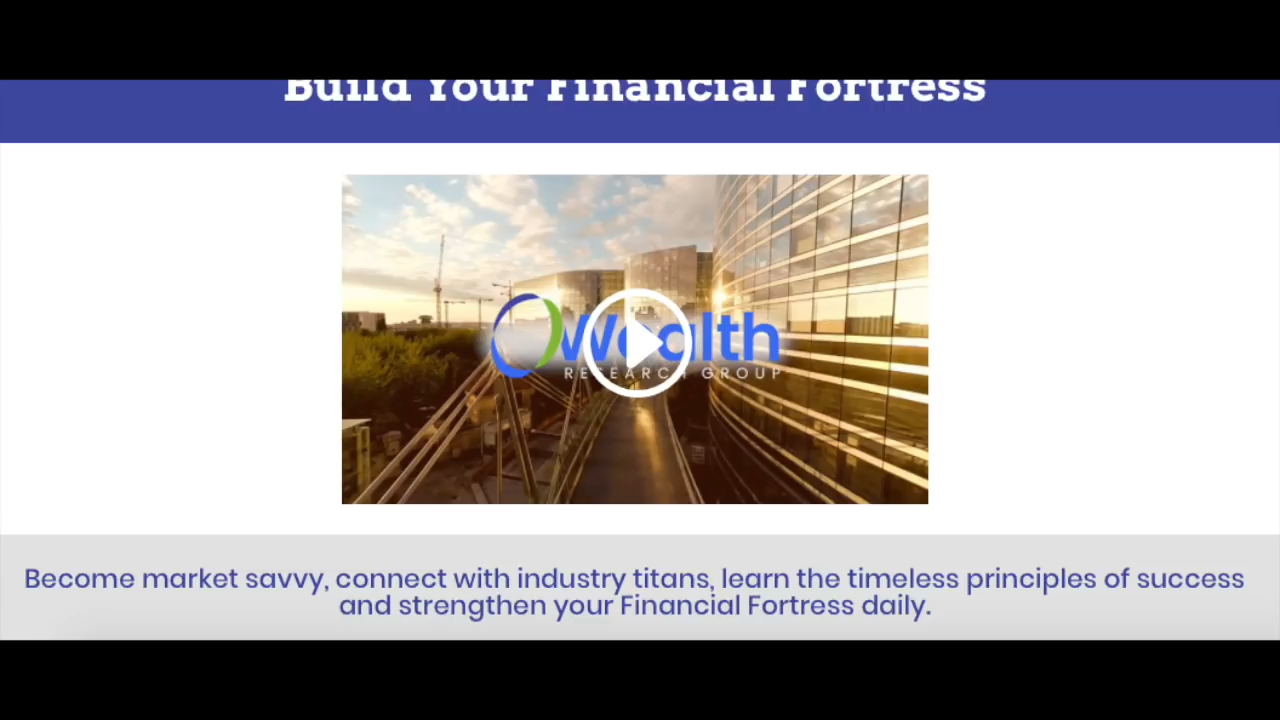 Build Your Financial Fortress
Wealth
RESEARCH GROUP
Become market savvy, connect with industry titans, learn the timeless principles of success
and strengthen your Financial Fortress daily.